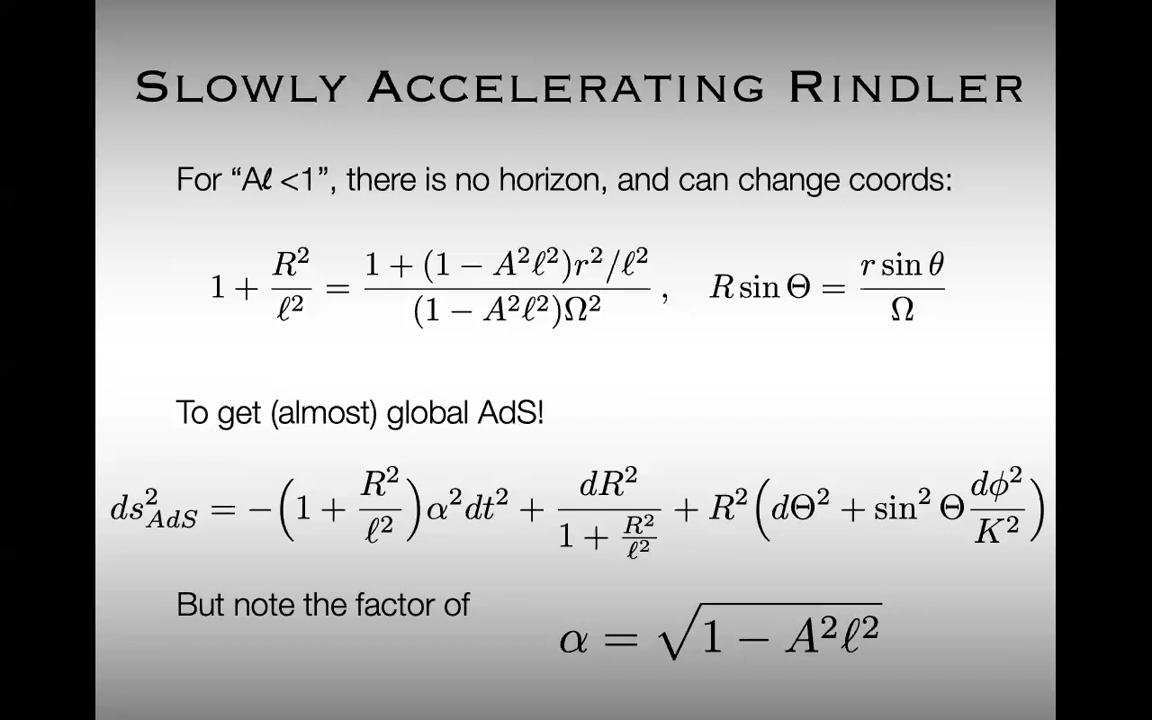 SLOWLY ACCELERATING RINDLER
For “Aℓ <1”, there is no horizon, and can change coords:
1 + R²/ℓ² = (1 + (1 − A²ℓ²)r²/ℓ²)/((1 − A²ℓ²)Ω²) , R sin Θ = (r sin θ)/Ω
To get (almost) global AdS!
ds²_AdS = −(1 + R²/ℓ²)α²dt² + dR²/(1 + R²/ℓ²) + R²(dΘ² + sin² Θ dϕ²/K²)
But note the factor of
α = √(1 − A²ℓ²)